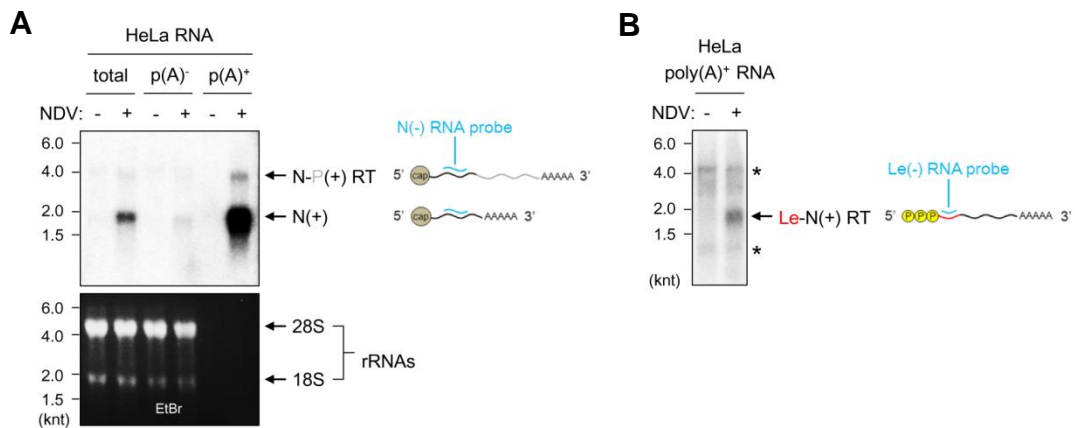 A
HeLa RNA
total p(A)- p(A)+
NDV: - + - + - +
6.0
4.0
2.0
1.5
N-P(+) RT
N(+)
N(-) RNA probe
5' cap AAAAA 3'
5' cap AAAAA 3'
6.0
4.0
2.0
1.5
(knt)
EtBr
28S
18S
rRNAs
B
HeLa
poly(A)+ RNA
NDV: - +
6.0
4.0
2.0
1.5
(knt)
*
Le-N(+) RT
*
Le(-) RNA probe
5' P P P AAAAA 3'